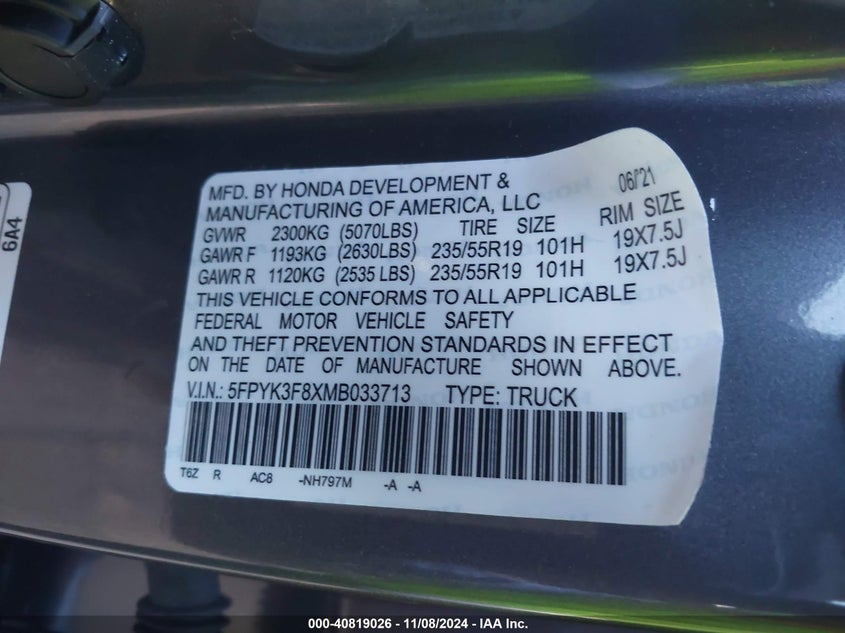 MFD. BY HONDA DEVELOPMENT & 06/21
MANUFACTURING OF AMERICA, LLC
GVWR 2300KG (5070LBS) TIRE SIZE RIM SIZE
GAWR F 1193KG (2630LBS) 235/55R19 101H 19X7.5J
GAWR R 1120KG (2535 LBS) 235/55R19 101H 19X7.5J
THIS VEHICLE CONFORMS TO ALL APPLICABLE
FEDERAL MOTOR VEHICLE SAFETY
AND THEFT PREVENTION STANDARDS IN EFFECT
ON THE DATE OF MANUFACTURE SHOWN ABOVE.
V.I.N.: 5FPYK3F8XMB033713 TYPE: TRUCK
T6Z R AC8 -NH797M -A -A
6A4
000-40819026 - 11/08/2024 - IAA Inc.